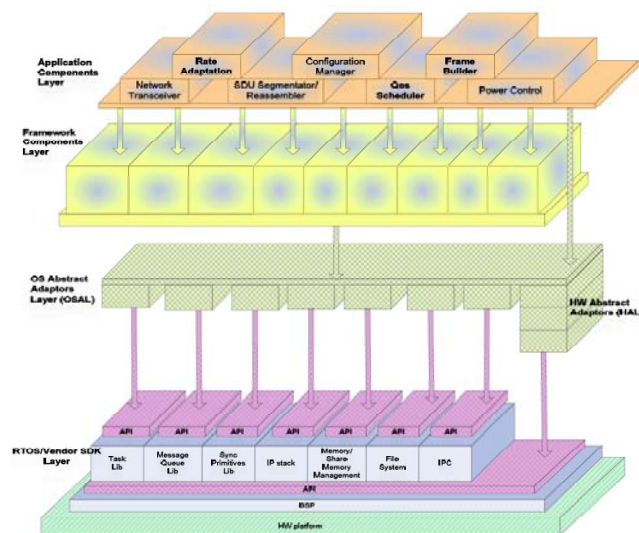 Application
Components
Layer
Rate
Adaptation
Configuration
Manager
Frame
Builder
Network
Transceiver
SDU Segmentator/
Reassembler
Qos
Scheduler
Power Control
Framework
Components
Layer
OS Abstract
Adaptors
Layer (OSAL)
HW Abstract
Adaptors (HAL
API
API
API
API
API
API
API
RTOS/Vendor SDK
Layer
Task
Lib
Message
Queue
Lib
Sync
Primitives
Lib
IP stack
Memory/
Share
Memory
Management
File
System
IPC
API
BSP
HW platform